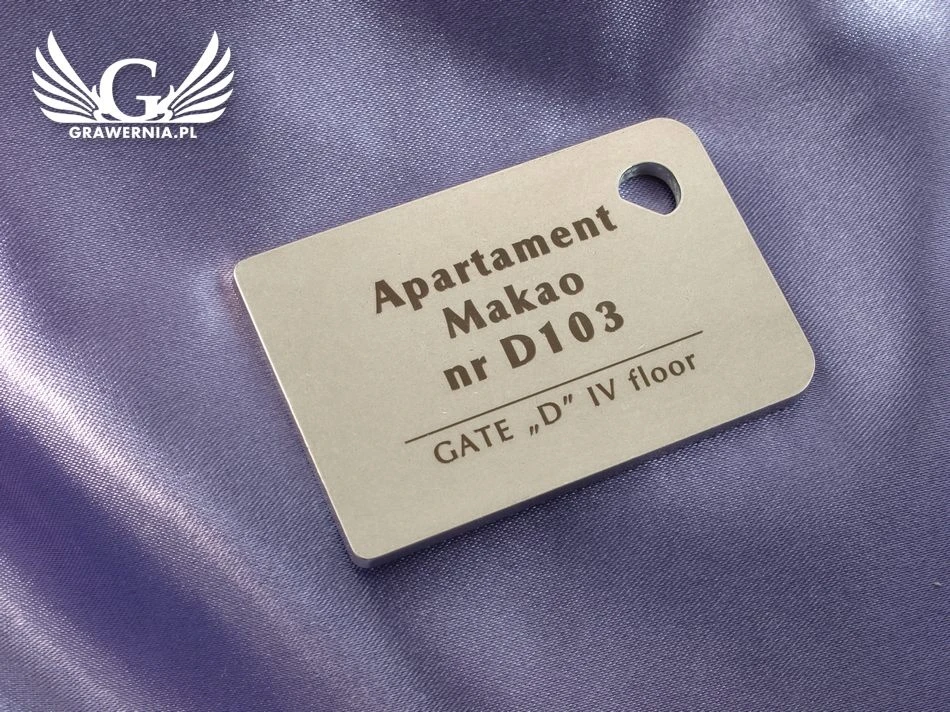 G
GRAWERNIA.PL
Apartament
Makao
nr D103
GATE „D” IV floor